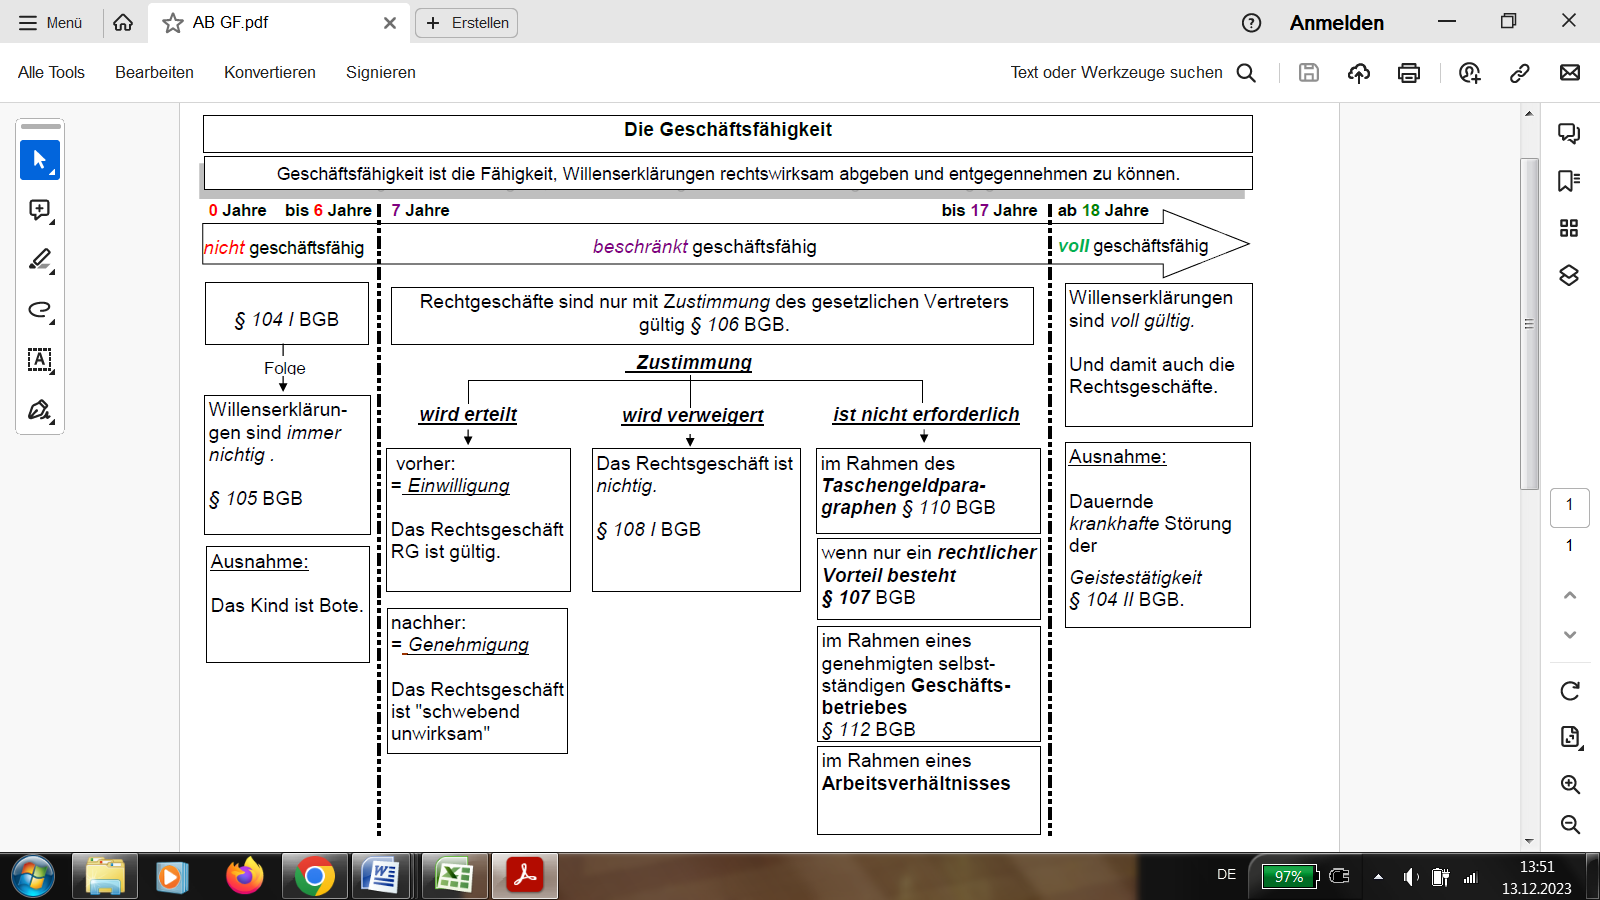 Menü
AB GF.pdf
Erstellen
Anmelden
Alle Tools
Bearbeiten
Konvertieren
Signieren
Text oder Werkzeuge suchen
Die Geschäftsfähigkeit
Geschäftsfähigkeit ist die Fähigkeit, Willenserklärungen rechtswirksam abgeben und entgegennehmen zu können.
0 Jahre bis 6 Jahre
7 Jahre
bis 17 Jahre
ab 18 Jahre
nicht geschäftsfähig
beschränkt geschäftsfähig
voll geschäftsfähig
§ 104 I BGB
Folge
Willenserklärun-
gen sind immer
nichtig .
§ 105 BGB
Ausnahme:
Das Kind ist Bote.
Rechtgeschäfte sind nur mit Zustimmung des gesetzlichen Vertreters
gültig § 106 BGB.
Zustimmung
wird erteilt
wird verweigert
ist nicht erforderlich
vorher:
= Einwilligung
Das Rechtsgeschäft
RG ist gültig.
nachher:
= Genehmigung
Das Rechtsgeschäft
ist "schwebend
unwirksam"
Das Rechtsgeschäft ist
nichtig.
§ 108 I BGB
im Rahmen des
Taschengeldpara-
graphen § 110 BGB
wenn nur ein rechtlicher
Vorteil besteht
§ 107 BGB
im Rahmen eines
genehmigten selbst-
ständigen Geschäfts-
betriebes
§ 112 BGB
im Rahmen eines
Arbeitsverhältnisses
Willenserklärungen
sind voll gültig.
Und damit auch die
Rechtsgeschäfte.
Ausnahme:
Dauernde
krankhafte Störung
der
Geistestätigkeit
§ 104 II BGB.
1
1
DE
97%
13:51
13.12.2023